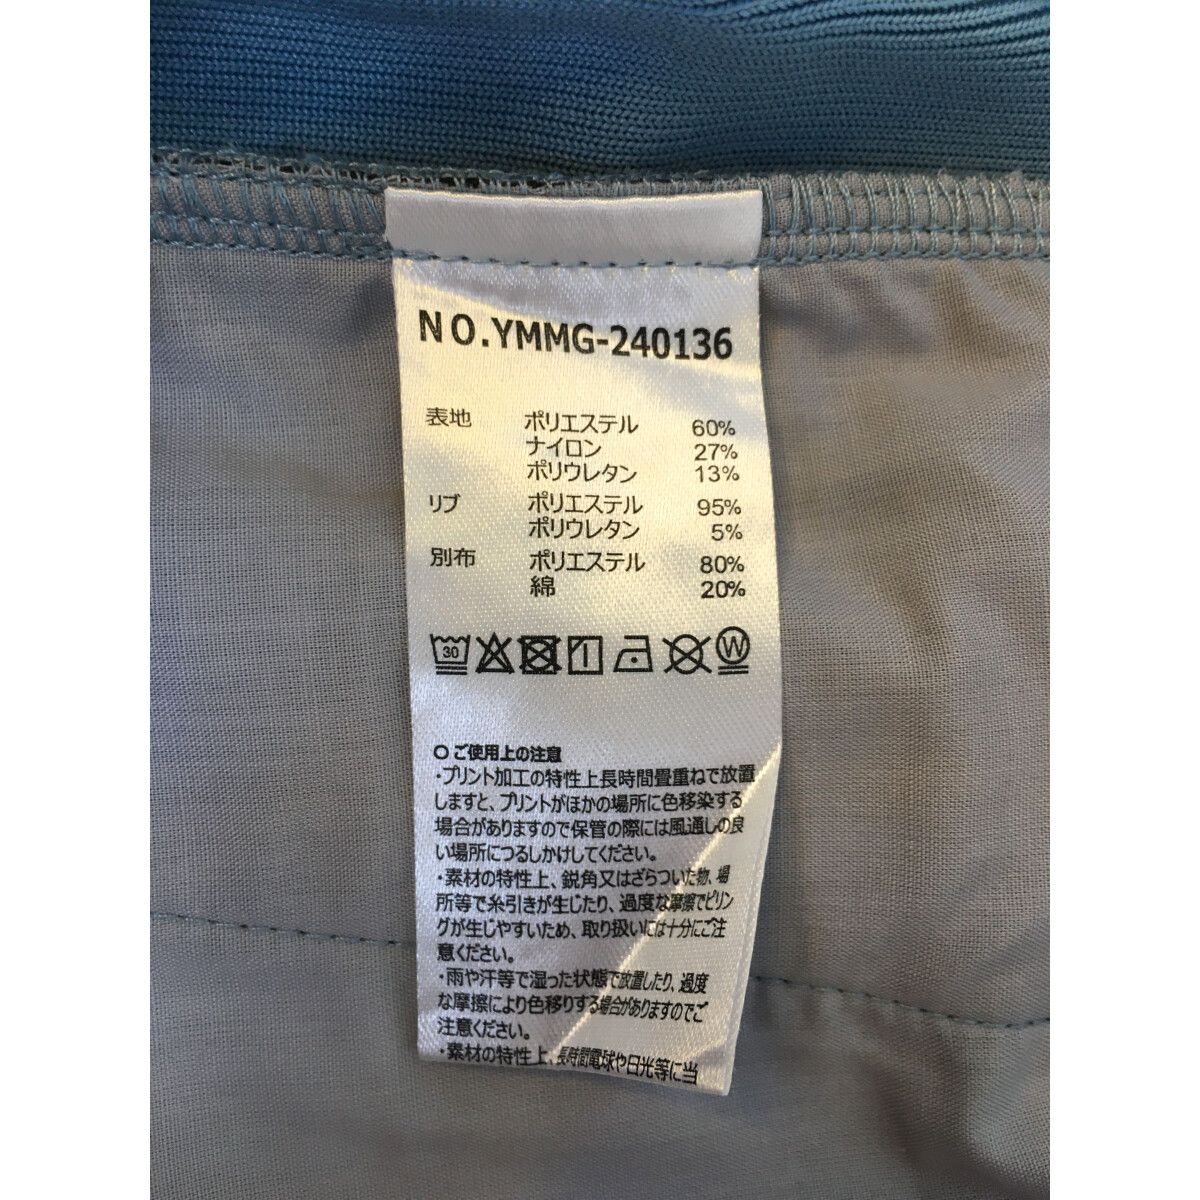 NO.YMMG-240136
表地 ポリエステル 60%
ナイロン 27%
ポリウレタン 13%
リブ ポリエステル 95%
ポリウレタン 5%
別布 ポリエステル 80%
綿 20%
30 W
○ご使用上の注意
・プリント加工の特性上長時間畳重ねで放置
しますと、プリントがほかの場所に色移染する
場合がありますので保管の際には風通しの良
い場所につるしかけしてください。
・素材の特性上、鋭角又はざらついた物、場
所等で糸引きが生じたり、過度な摩擦でピリン
グが生じやすいため、取り扱いには十分にご注
意ください。
・雨や汗等で湿った状態で放置したり、過度
な摩擦により色移りする場合がありますのでご
注意ください。
・素材の特性上、長時間電球や日光等に当